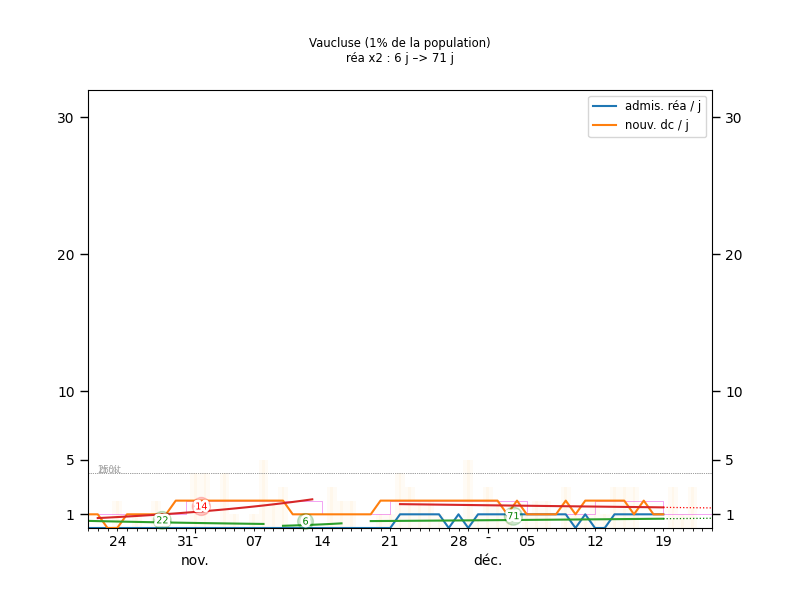 Vaucluse (1% de la population)
réa x2 : 6 j –> 71 j
admis. réa / j
nouv. dc / j
30 30
20 20
10 10
5 5
1 1
22 14 6 71
24 31 - 07 14 21 28 - 05 12 19
nov. déc.